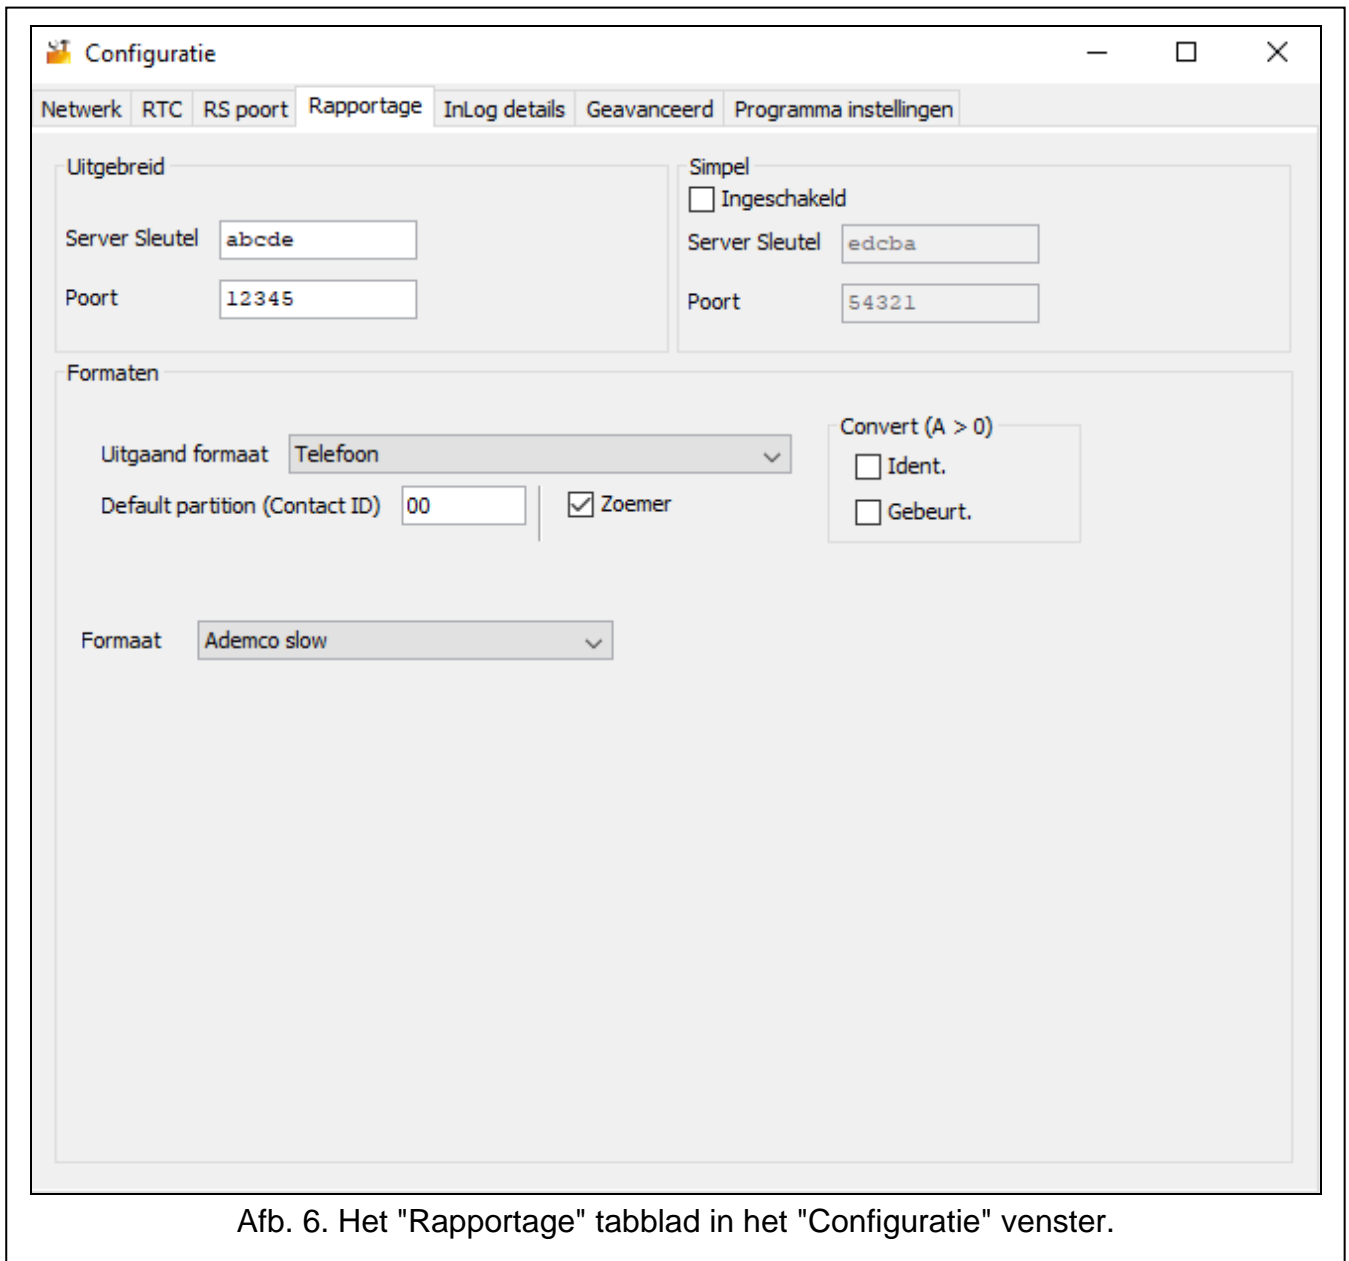 Configuratie
Netwerk RTC RS poort Rapportage InLog details Geavanceerd Programma instellingen
Uitgebreid
Server Sleutel abcde
Poort 12345
Simpel
Ingeschakeld
Server Sleutel edcba
Poort 54321
Formaten
Uitgaand formaat Telefoon
Default partition (Contact ID) 00 Zoemer
Convert (A > 0)
Ident.
Gebeurt.
Formaat Ademco slow
Afb. 6. Het "Rapportage" tabblad in het "Configuratie" venster.